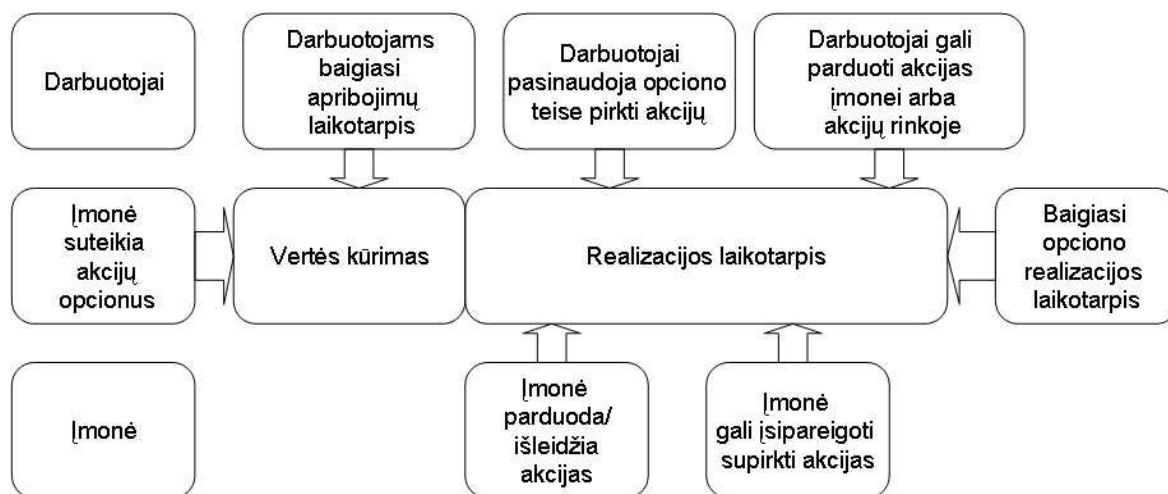 Darbuotojai
Darbuotojams
baigiasi
apribojimų
laikotarpis
Darbuotojai
pasinaudoja opciono
teise pirkti akcijų
Darbuotojai gali
parduoti akcijas
įmonei arba
akcijų rinkoje
Įmonė
suteikia
akcijų
opcionus
Vertės kūrimas
Realizacijos laikotarpis
Baigiasi
opciono
realizacijos
laikotarpis
Įmonė
Įmonė
parduoda/
išleidžia
akcijas
Įmonė
gali įsipareigoti
supirkti akcijas